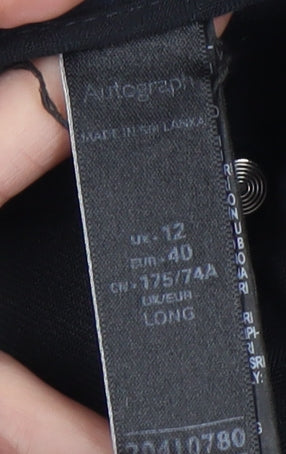 Autograph
MADE IN SRI LANKA
UK · 12
EUR · 40
CN · 175/74A
UK/EUR
LONG
20410780